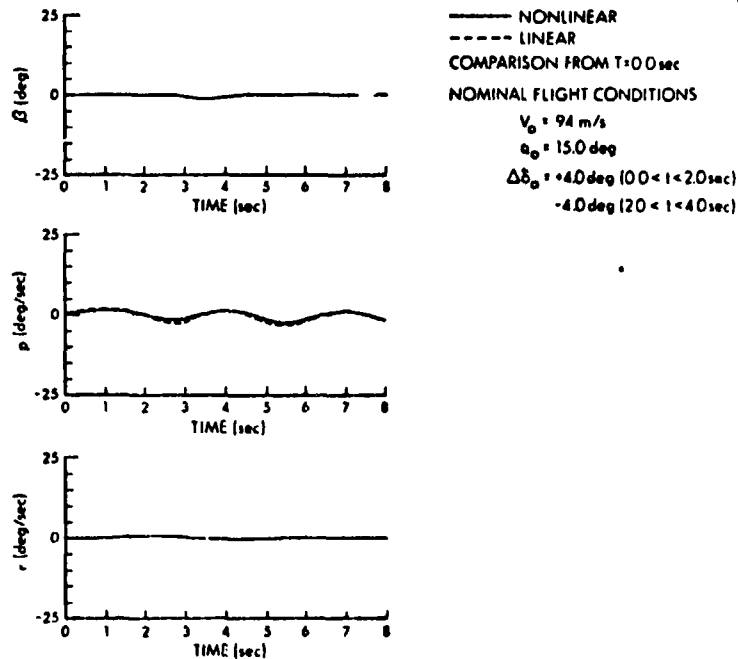 25
0
-25
β (deg)
0 1 2 3 4 5 6 7 8
TIME (sec)
25
0
-25
p (deg/sec)
0 1 2 3 4 5 6 7 8
TIME (sec)
25
0
-25
r (deg/sec)
0 1 2 3 4 5 6 7 8
TIME (sec)
NONLINEAR
LINEAR
COMPARISON FROM T=0.0 sec
NOMINAL FLIGHT CONDITIONS
V₀ = 94 m/s
α₀ = 15.0 deg
Δδₐ = +4.0 deg (0.0 < t < 2.0 sec)
-4.0 deg (2.0 < t < 4.0 sec)